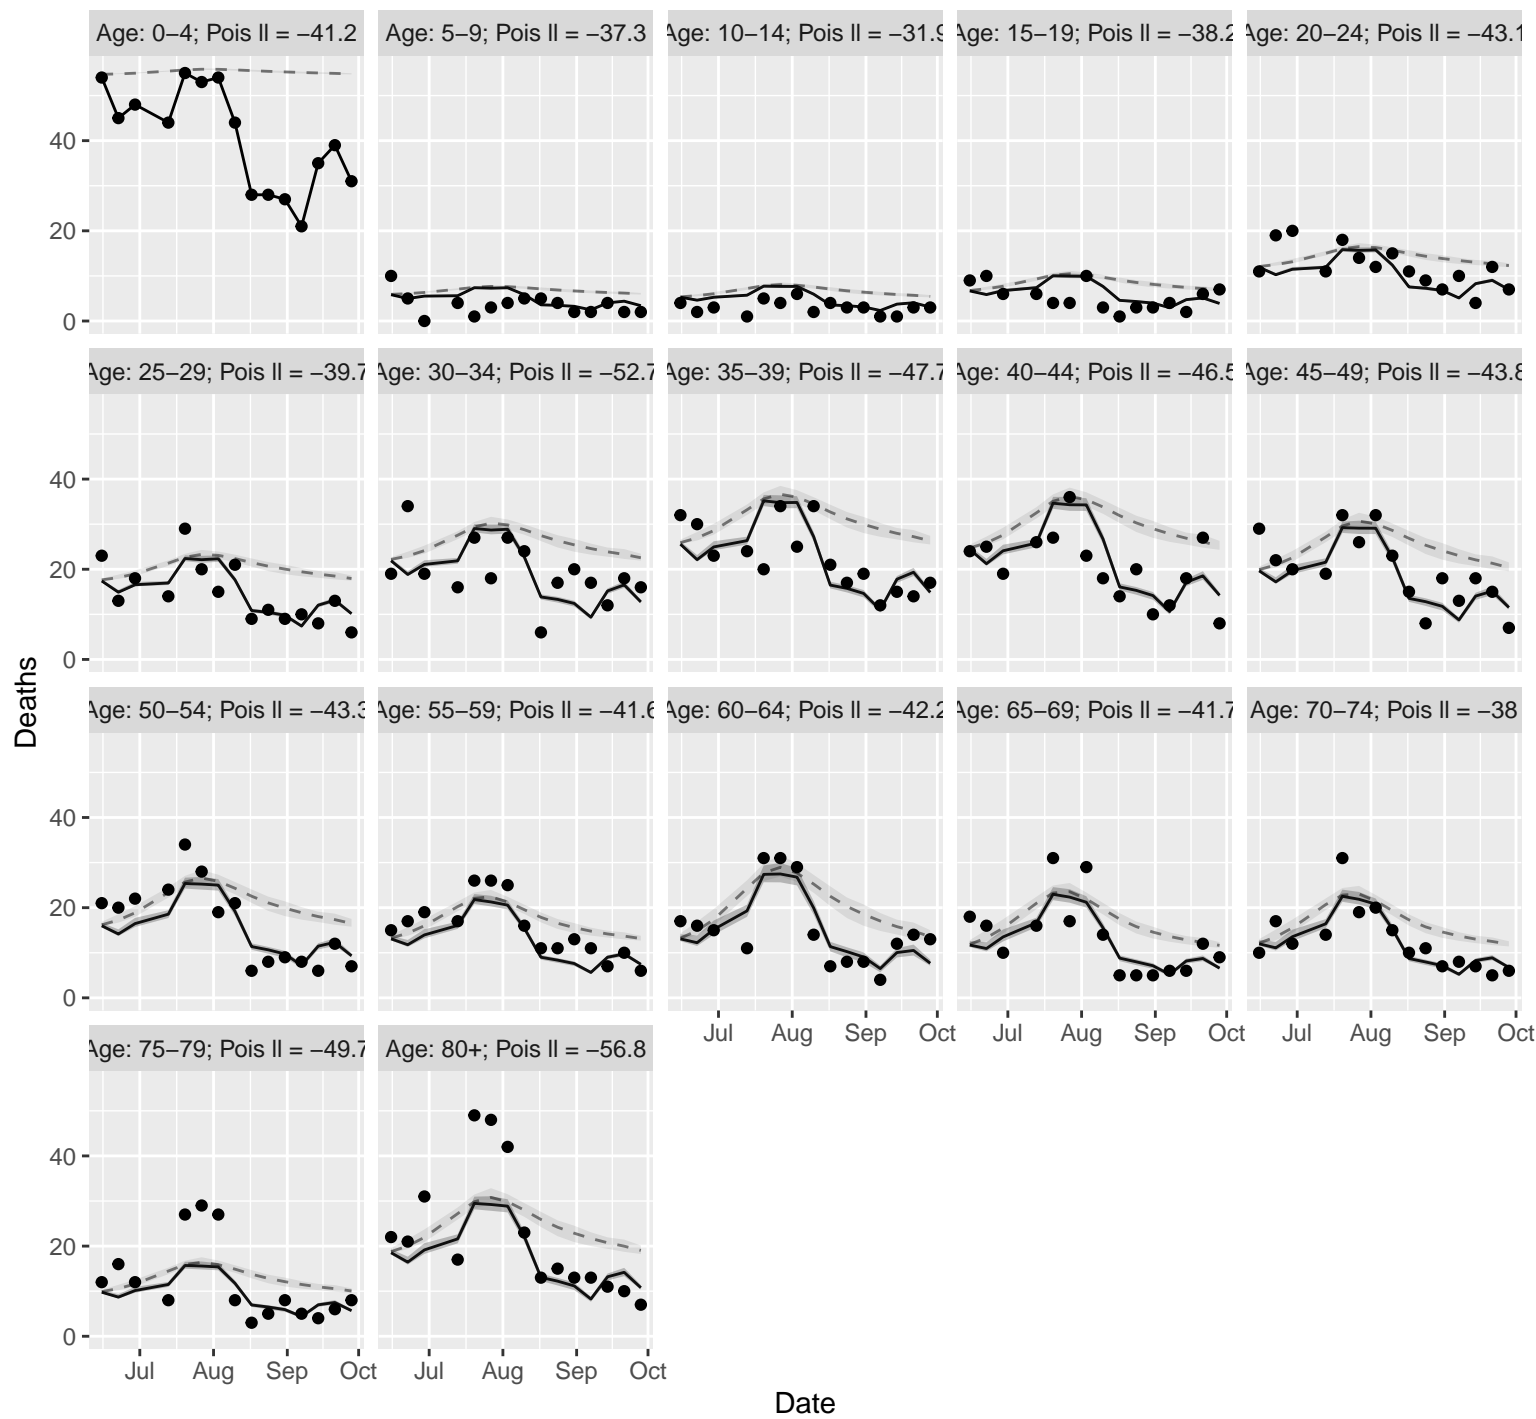 Age: 0−4; Pois ll = −41.2
Age: 5−9; Pois ll = −37.3
Age: 10−14; Pois ll = −31.9
Age: 15−19; Pois ll = −38.2
Age: 20−24; Pois ll = −43.1
40
20
0
Age: 25−29; Pois ll = −39.7
Age: 30−34; Pois ll = −52.7
Age: 35−39; Pois ll = −47.7
Age: 40−44; Pois ll = −46.5
Age: 45−49; Pois ll = −43.8
40
20
0
Deaths
Age: 50−54; Pois ll = −43.3
Age: 55−59; Pois ll = −41.6
Age: 60−64; Pois ll = −42.2
Age: 65−69; Pois ll = −41.7
Age: 70−74; Pois ll = −38
40
20
0
Jul Aug Sep Oct
Jul Aug Sep Oct
Jul Aug Sep Oct
Age: 75−79; Pois ll = −49.7
Age: 80+; Pois ll = −56.8
40
20
0
Jul Aug Sep Oct
Jul Aug Sep Oct
Date